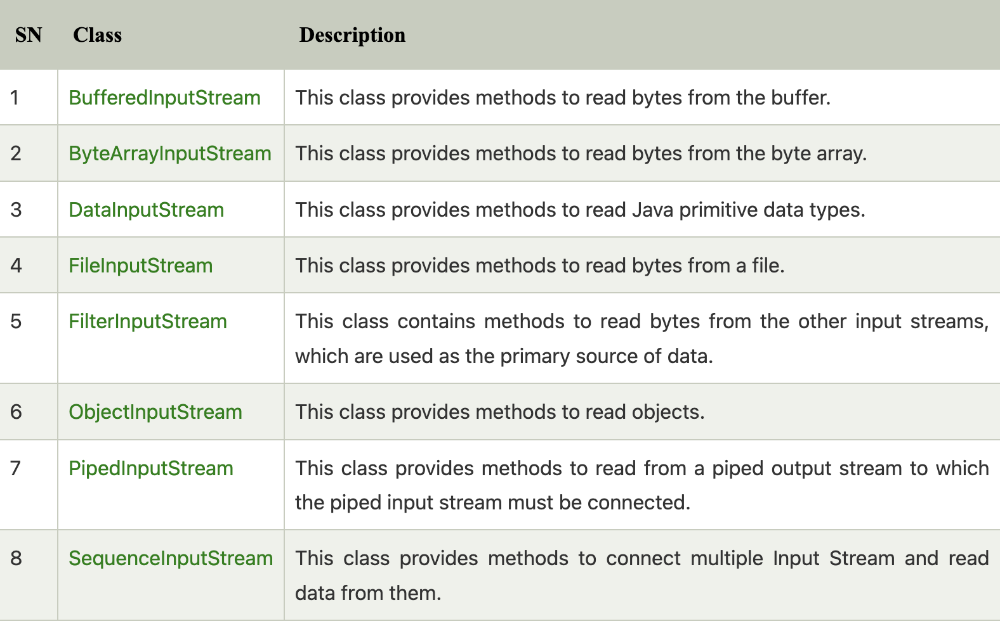 SN Class Description
1 BufferedInputStream This class provides methods to read bytes from the buffer.
2 ByteArrayInputStream This class provides methods to read bytes from the byte array.
3 DataInputStream This class provides methods to read Java primitive data types.
4 FileInputStream This class provides methods to read bytes from a file.
5 FilterInputStream This class contains methods to read bytes from the other input streams,
which are used as the primary source of data.
6 ObjectInputStream This class provides methods to read objects.
7 PipedInputStream This class provides methods to read from a piped output stream to which
the piped input stream must be connected.
8 SequenceInputStream This class provides methods to connect multiple Input Stream and read
data from them.